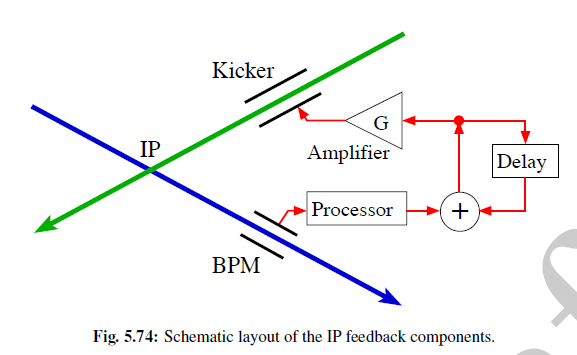 Kicker
G
IP
Amplifier
Delay
Processor
+
BPM
Fig. 5.74: Schematic layout of the IP feedback components.